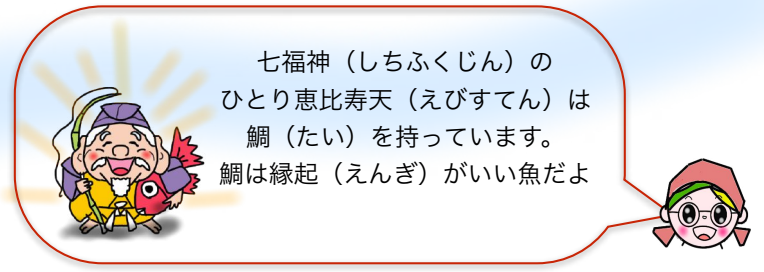 七福神（しちふくじん）の
ひとり恵比寿天（えびすてん）は
鯛（たい）を持っています。
鯛は縁起（えんぎ）がいい魚だよ